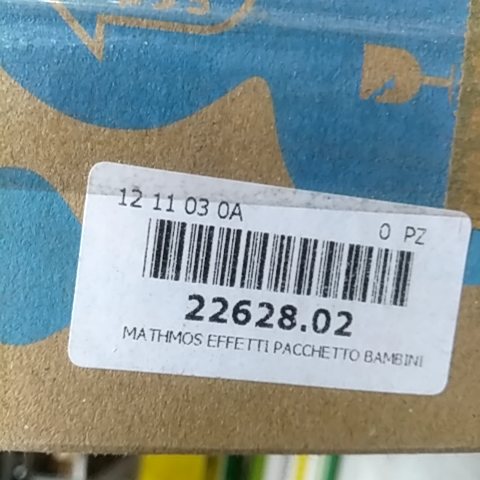 12 11 03 0A
0 PZ
22628.02
MATHMOS EFFETTI PACCHETTO BAMBINI